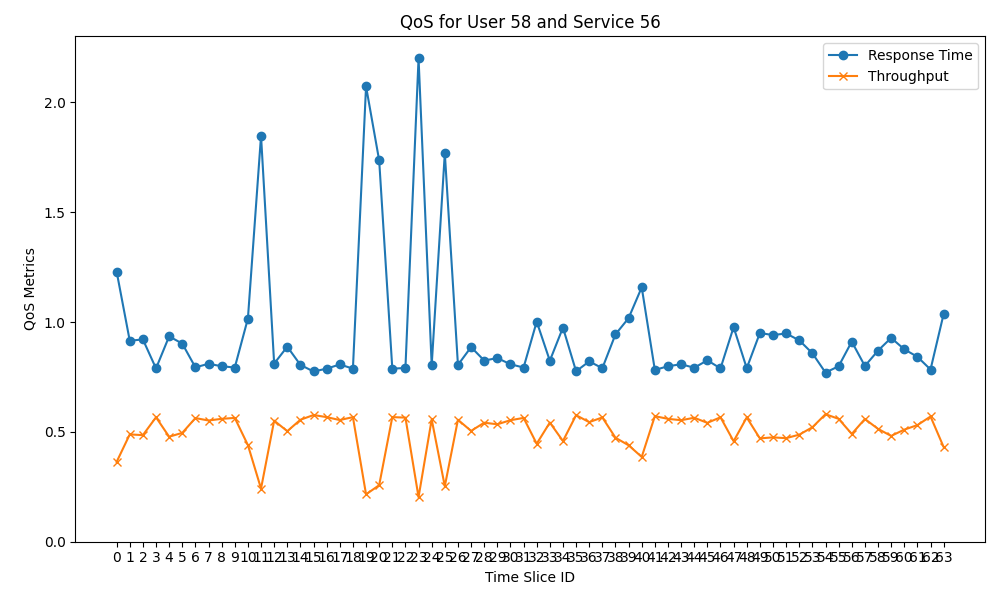 QoS for User 58 and Service 56
Response Time
Throughput
QoS Metrics
2.0
1.5
1.0
0.5
0.0
0 1 2 3 4 5 6 7 8 9 10 11 12 13 14 15 16 17 18 19 20 21 22 23 24 25 26 27 28 29 30 31 32 33 34 35 36 37 38 39 40 41 42 43 44 45 46 47 48 49 50 51 52 53 54 55 56 57 58 59 60 61 62 63
Time Slice ID